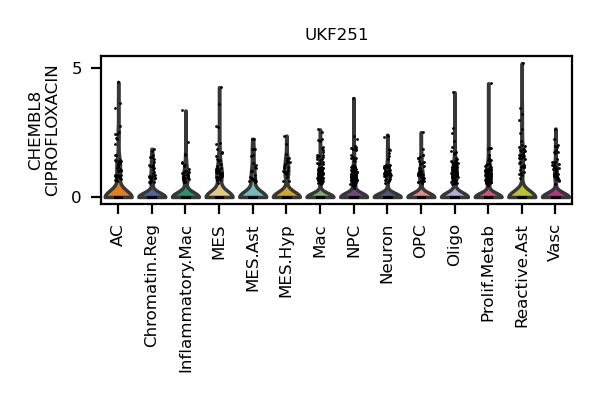 UKF251
CHEMBL8
CIPROFLOXACIN
5
0
AC
Chromatin.Reg
Inflammatory.Mac
MES
MES.Ast
MES.Hyp
Mac
NPC
Neuron
OPC
Oligo
Prolif.Metab
Reactive.Ast
Vasc